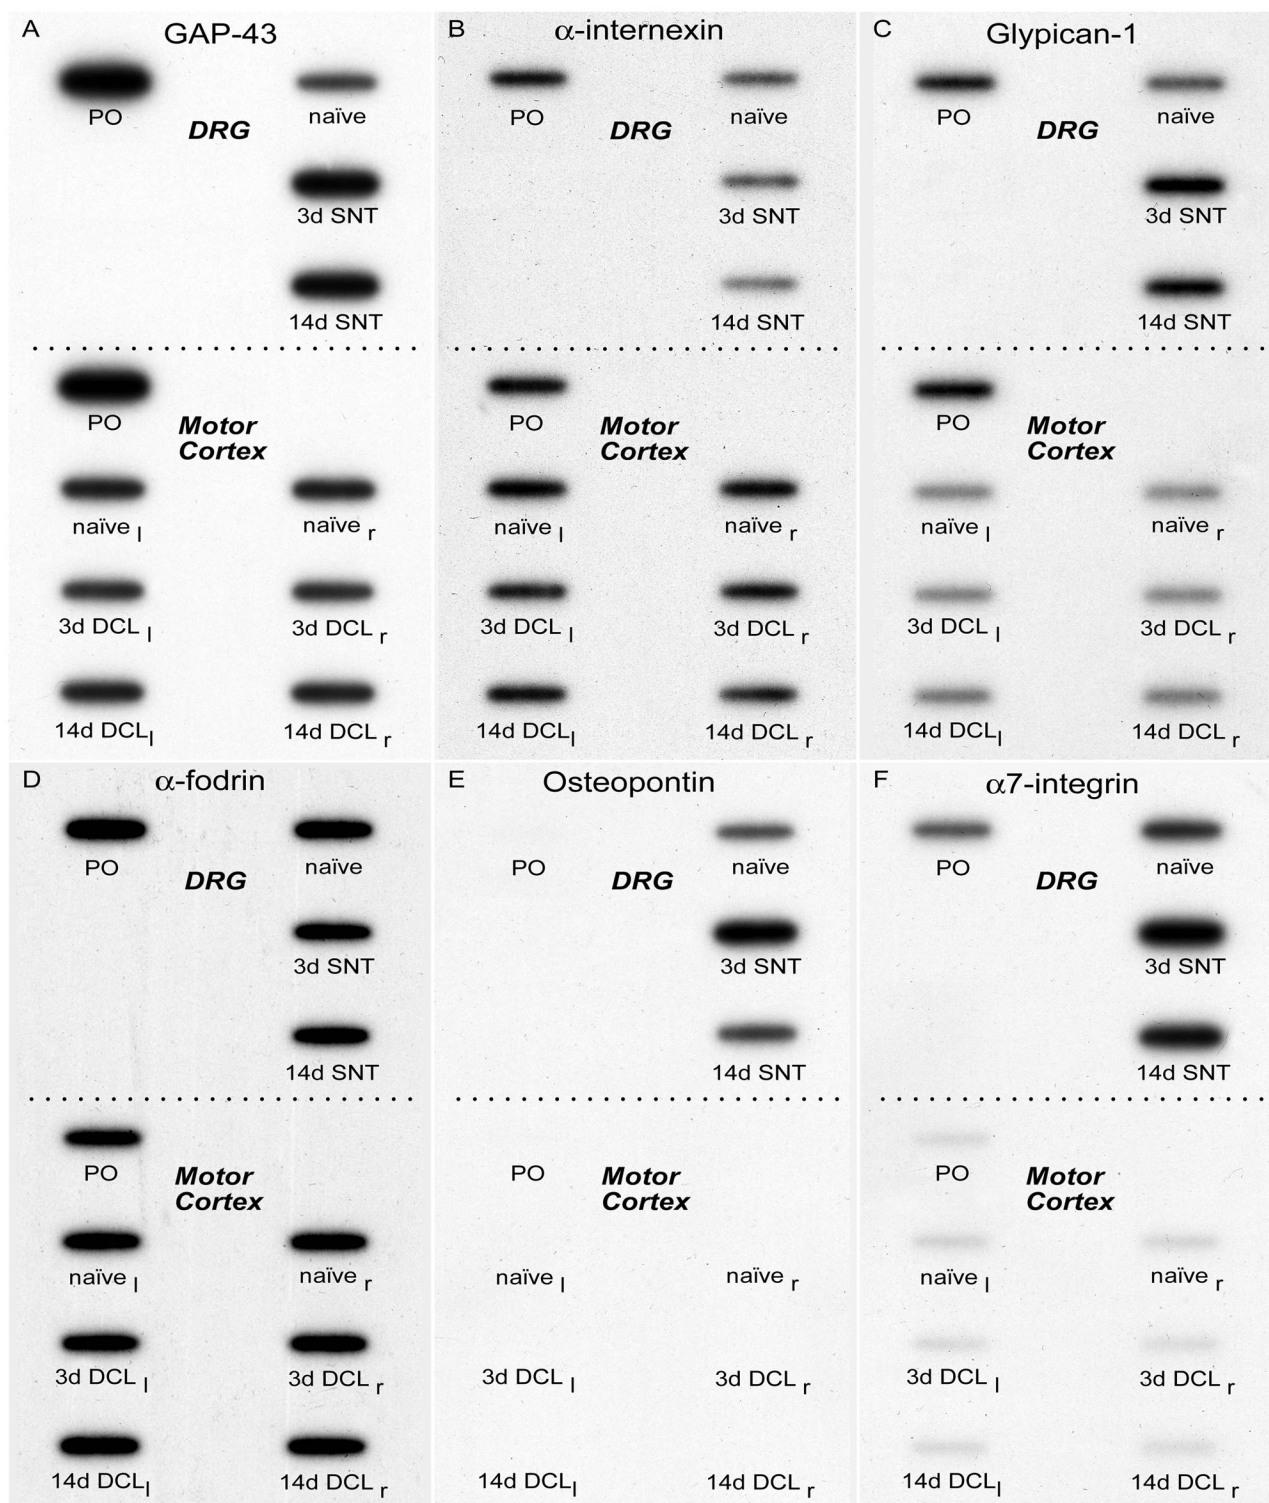 A GAP-43
PO
naïve
DRG
3d SNT
14d SNT
PO
Motor
Cortex
naïve l
naïve r
3d DCL l
3d DCL r
14d DCL l
14d DCL r
B α-internexin
PO
naïve
DRG
3d SNT
14d SNT
PO
Motor
Cortex
naïve l
naïve r
3d DCL l
3d DCL r
14d DCL l
14d DCL r
C Glypican-1
PO
naïve
DRG
3d SNT
14d SNT
PO
Motor
Cortex
naïve l
naïve r
3d DCL l
3d DCL r
14d DCL l
14d DCL r
D α-fodrin
PO
naïve
DRG
3d SNT
14d SNT
PO
Motor
Cortex
naïve l
naïve r
3d DCL l
3d DCL r
14d DCL l
14d DCL r
E Osteopontin
PO
naïve
DRG
3d SNT
14d SNT
PO
Motor
Cortex
naïve l
naïve r
3d DCL l
3d DCL r
14d DCL l
14d DCL r
F α7-integrin
PO
naïve
DRG
3d SNT
14d SNT
PO
Motor
Cortex
naïve l
naïve r
3d DCL l
3d DCL r
14d DCL l
14d DCL r